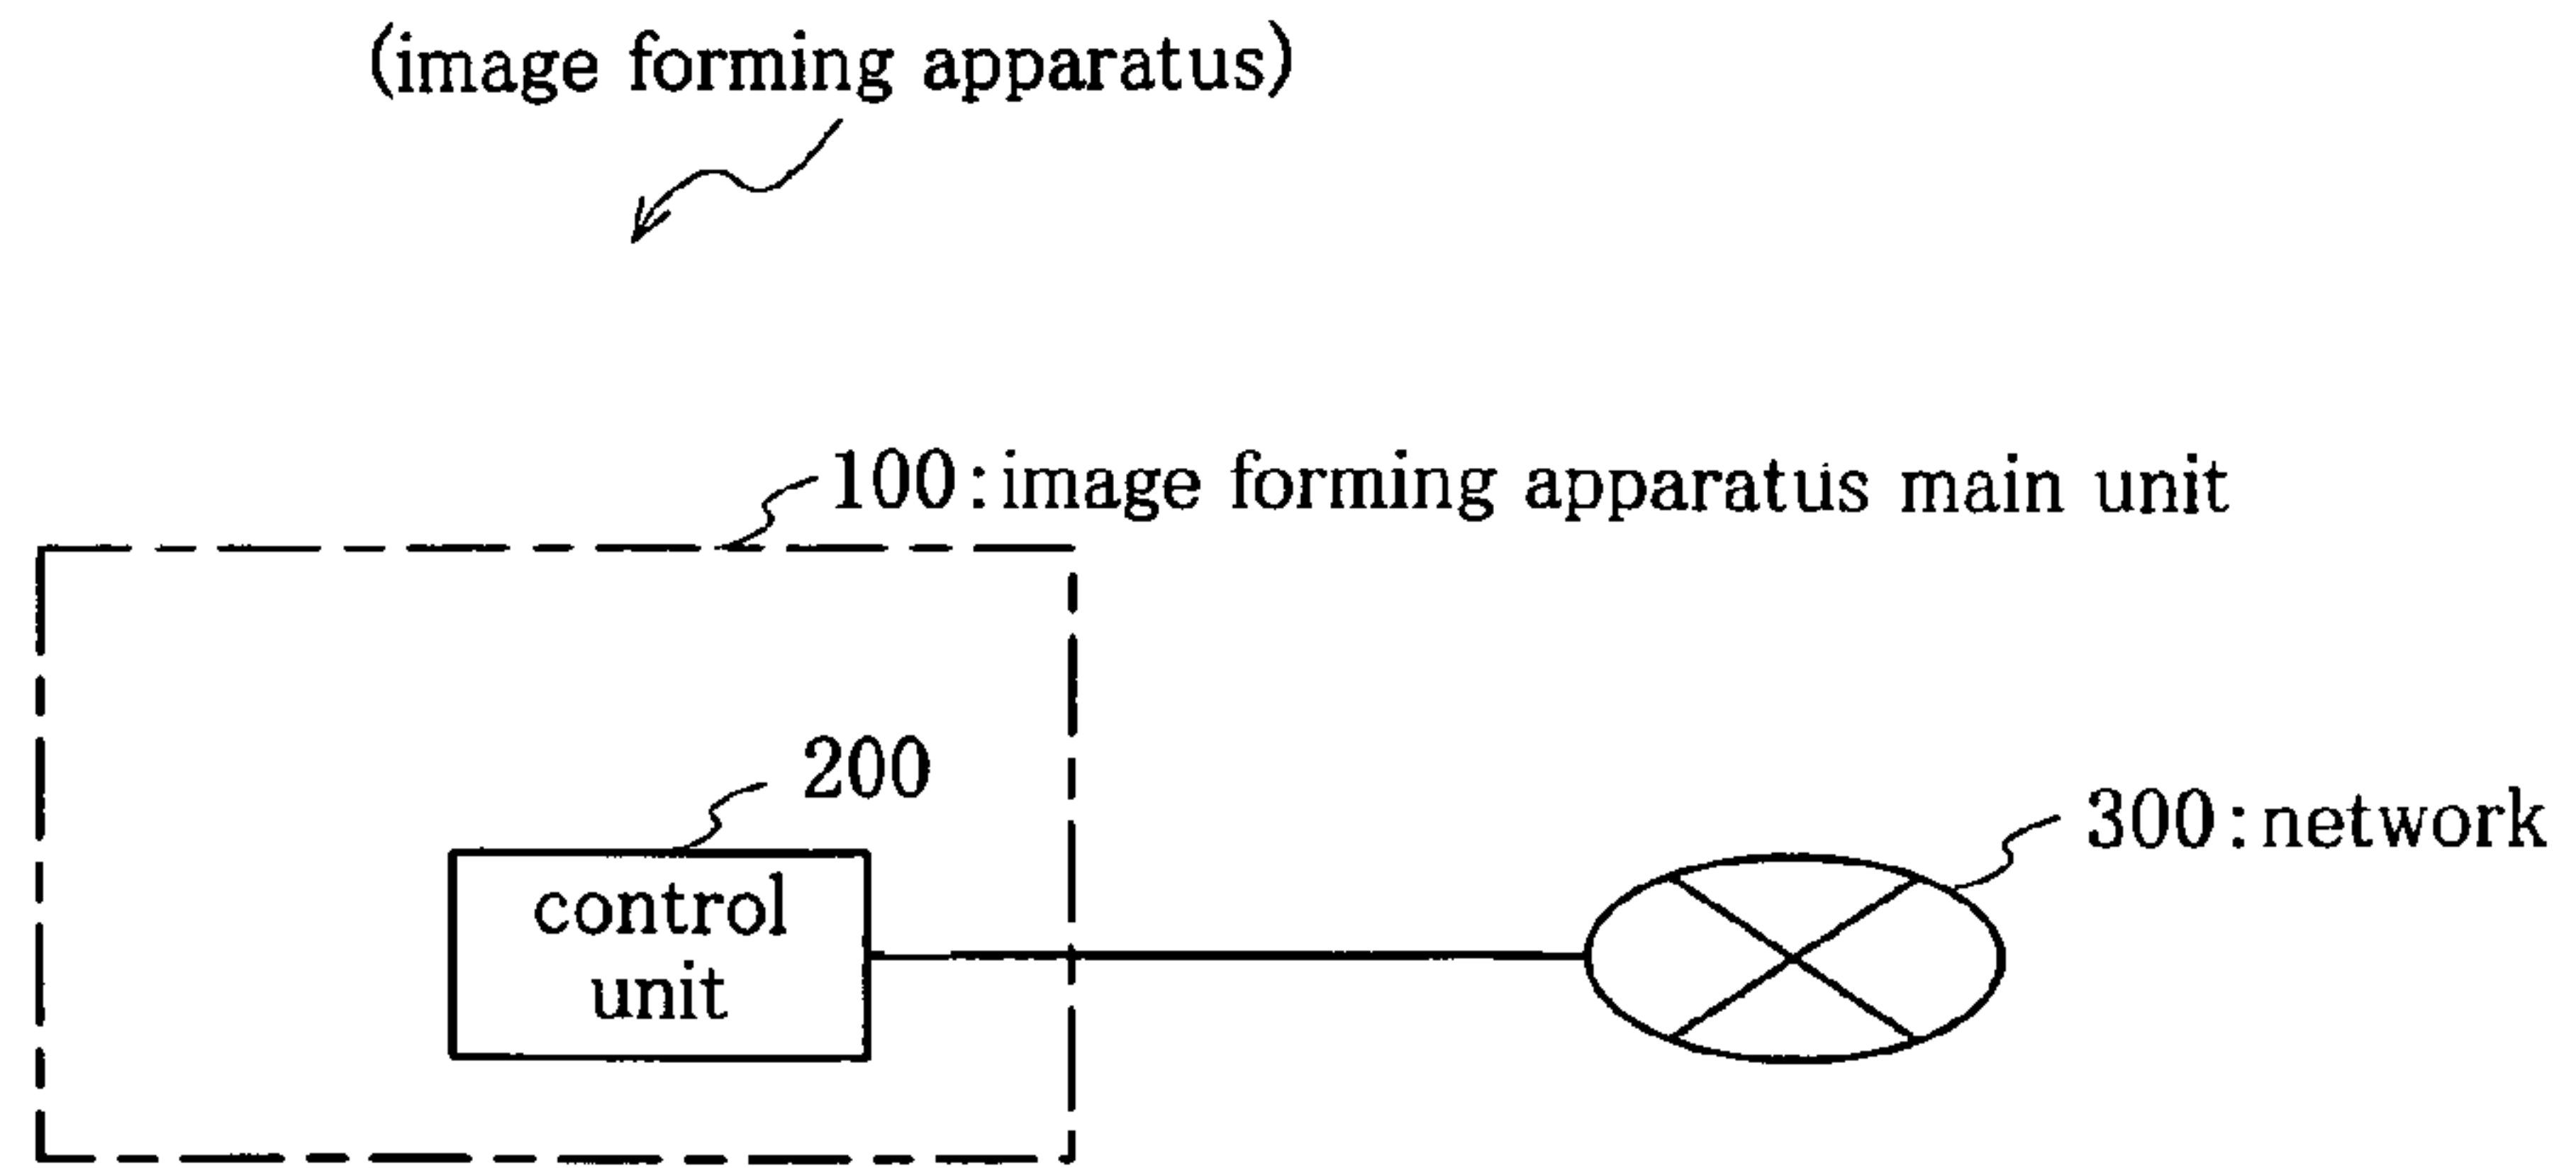 (image forming apparatus)
100:image forming apparatus main unit
200
control
unit
300:network